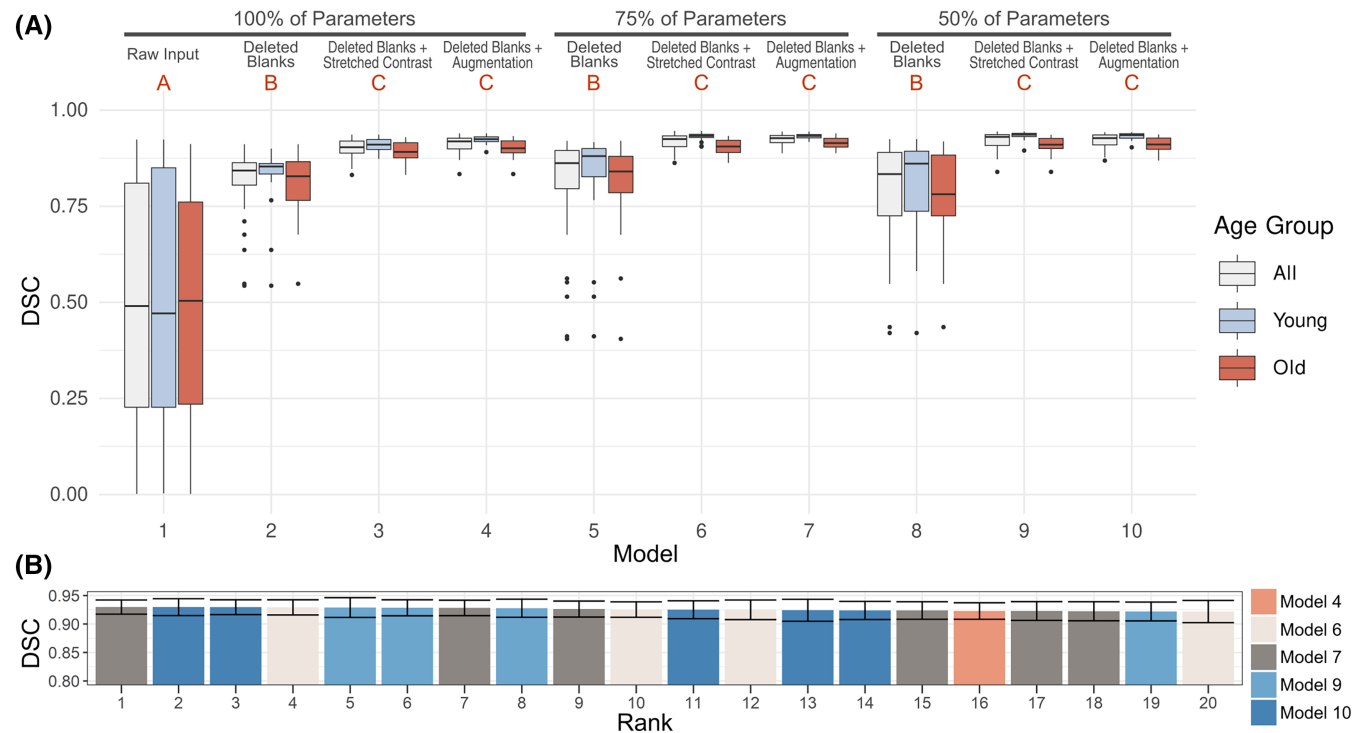 (A)
100% of Parameters
75% of Parameters
50% of Parameters
Raw Input
Deleted
Blanks
Deleted Blanks +
Stretched Contrast
Deleted Blanks +
Augmentation
Deleted
Blanks
Deleted Blanks +
Stretched Contrast
Deleted Blanks +
Augmentation
Deleted
Blanks
Deleted Blanks +
Stretched Contrast
Deleted Blanks +
Augmentation
A B C C B C C B C C
1.00
0.75
0.50
0.25
0.00
DSC
1 2 3 4 5 6 7 8 9 10
Model
Age Group
All
Young
Old
(B)
0.95
0.90
0.85
0.80
DSC
1 2 3 4 5 6 7 8 9 10 11 12 13 14 15 16 17 18 19 20
Rank
Model 4
Model 6
Model 7
Model 9
Model 10